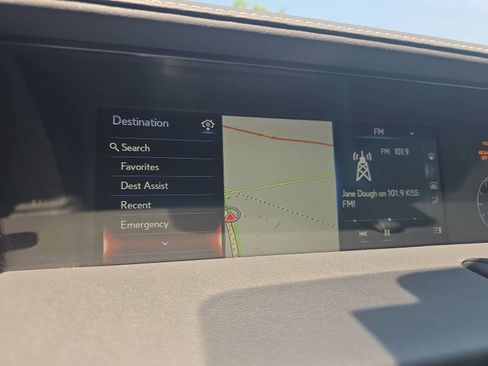 Destination
Search
Favorites
Dest Assist
Recent
Emergency
FM
FM 101.9
Jane Dough on 101.9 KISS
FM!